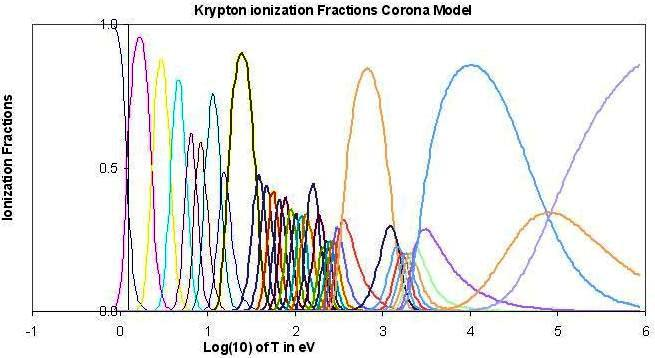 Krypton ionization Fractions Corona Model
1.0
Ionization Fractions
0.5
0.0
-1 0 1 2 3 4 5 6
Log(10) of T in eV